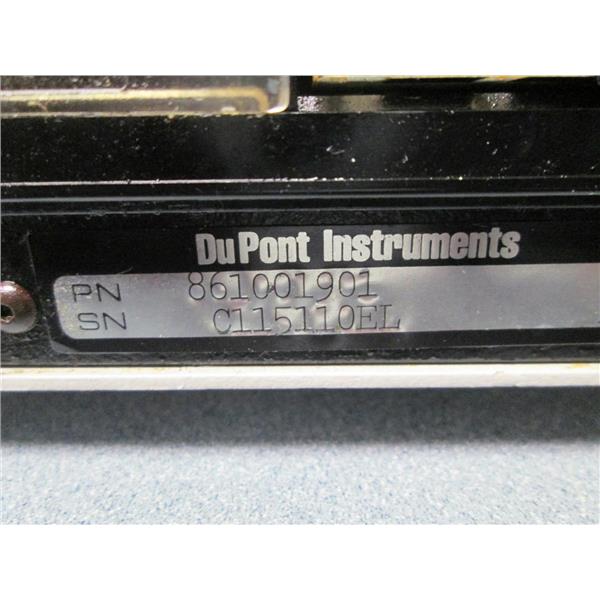 DuPont Instruments
PN 861001901
SN C115110EL